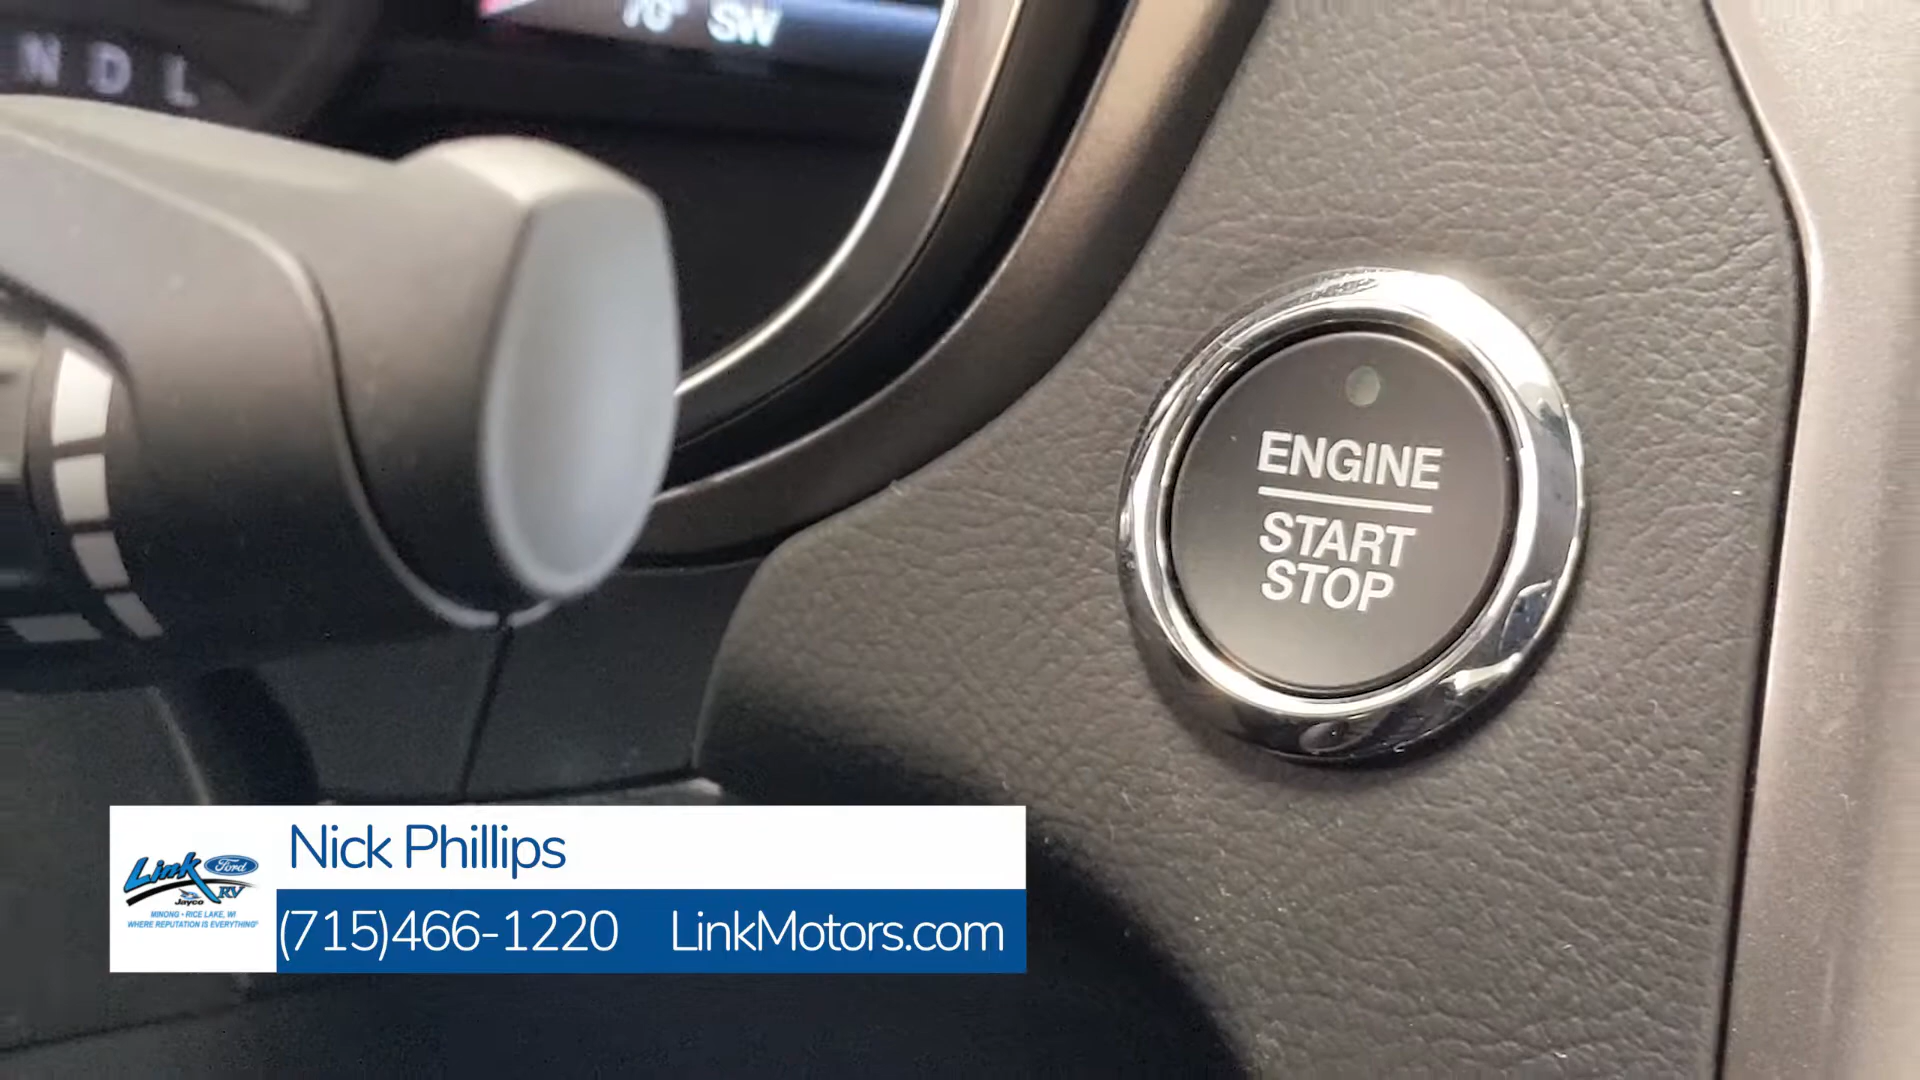 70° SW
N D L
ENGINE
START
STOP
Nick Phillips
Link Ford
RV
Jayco
MINONG • RICE LAKE, WI
WHERE REPUTATION IS EVERYTHING
(715)466-1220 LinkMotors.com